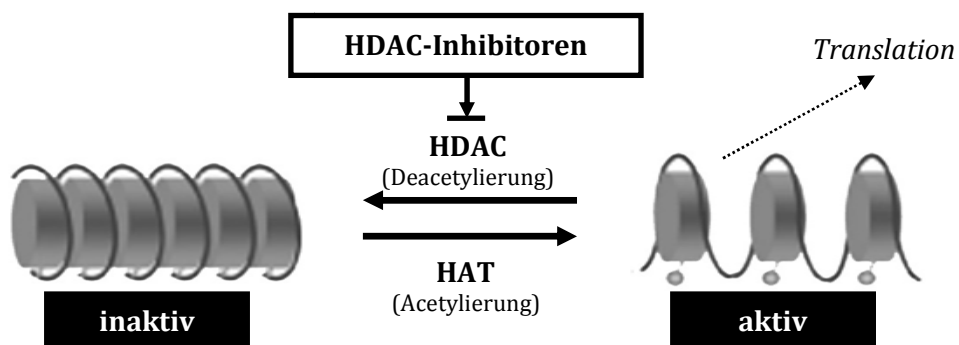 HDAC-Inhibitoren
Translation
HDAC
(Deacetylierung)
HAT
(Acetylierung)
inaktiv
aktiv